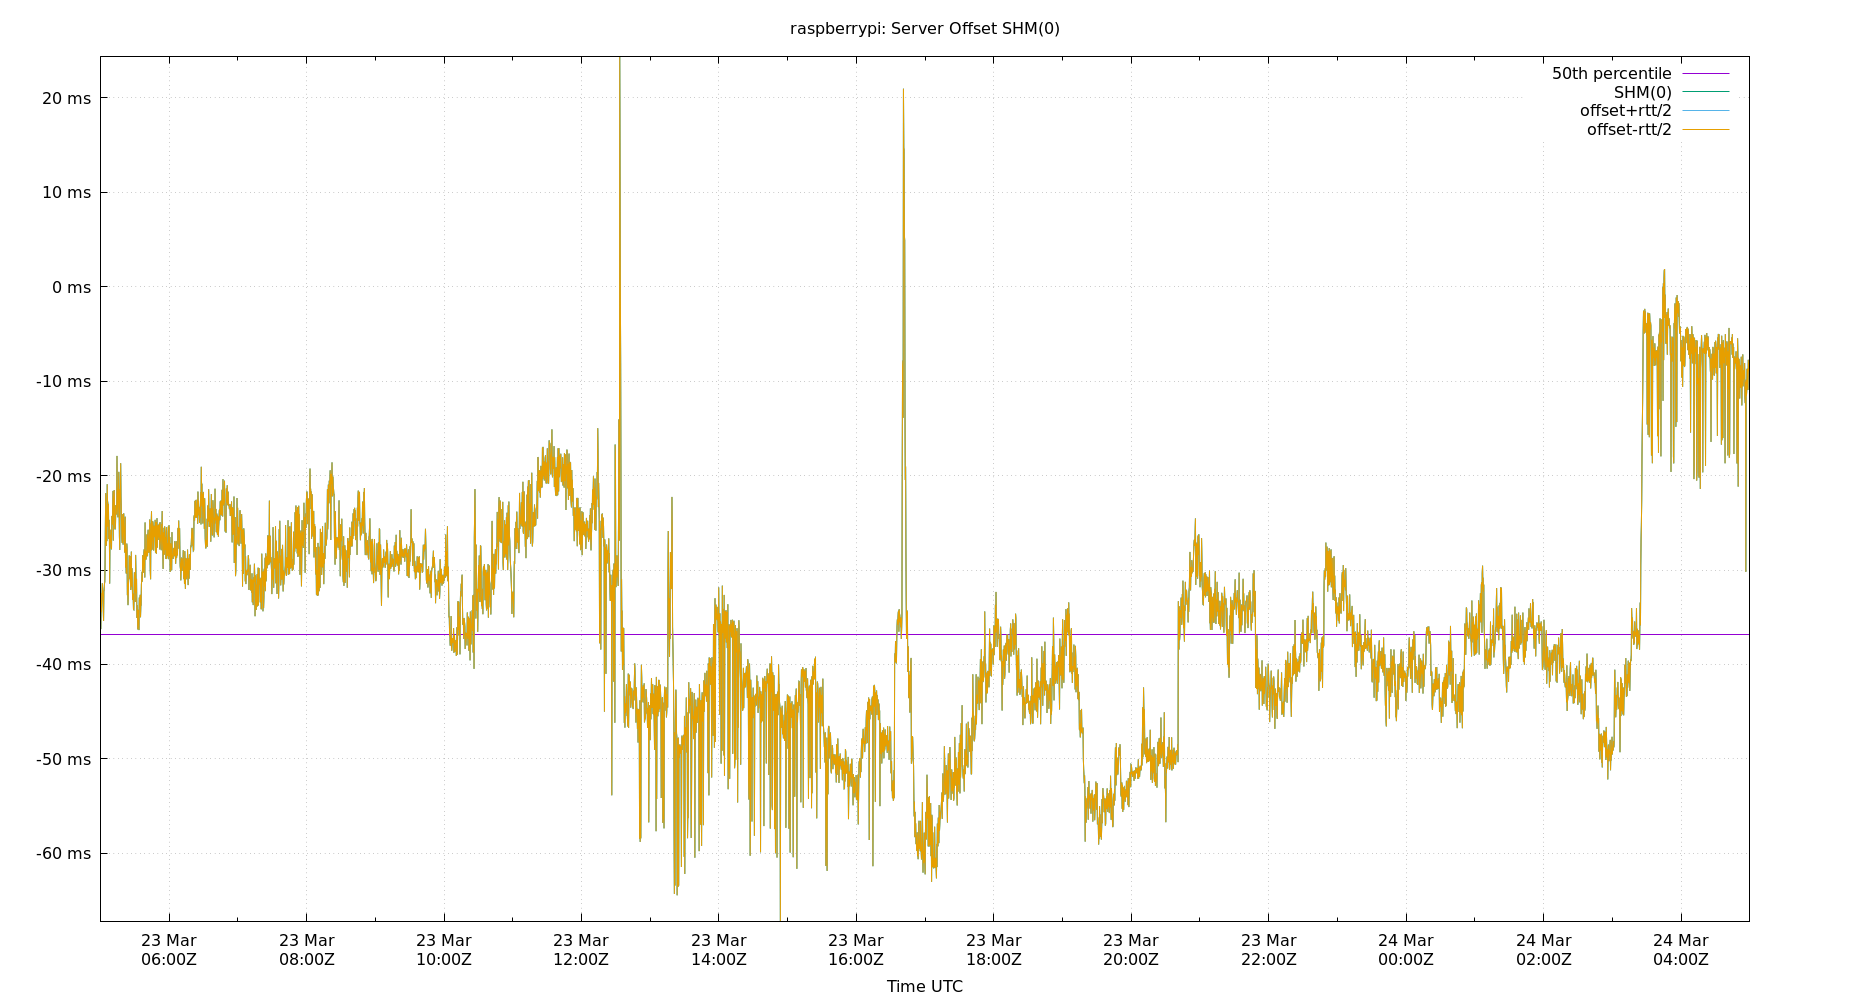 raspberrypi: Server Offset SHM(0)
50th percentile
SHM(0)
offset+rtt/2
offset-rtt/2
20 ms
10 ms
0 ms
-10 ms
-20 ms
-30 ms
-40 ms
-50 ms
-60 ms
23 Mar 23 Mar 23 Mar 23 Mar 23 Mar 23 Mar 23 Mar 23 Mar 23 Mar 24 Mar 24 Mar 24 Mar
06:00Z 08:00Z 10:00Z 12:00Z 14:00Z 16:00Z 18:00Z 20:00Z 22:00Z 00:00Z 02:00Z 04:00Z
Time UTC